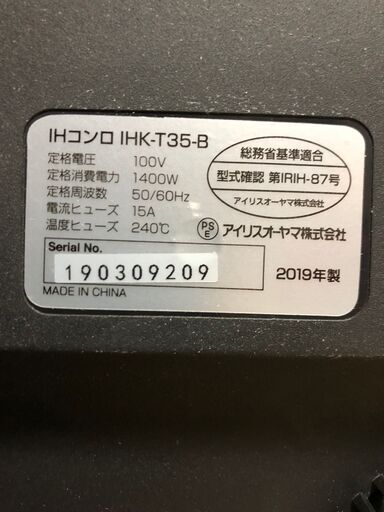 IHコンロ IHK-T35-B
定格電圧 100V
定格消費電力 1400W
定格周波数 50/60Hz
電流ヒューズ 15A
温度ヒューズ 240℃
総務省基準適合
型式確認 第IRIH-87号
アイリスオーヤマ株式会社
PSE アイリスオーヤマ株式会社
Serial No.
190309209
2019年製
MADE IN CHINA